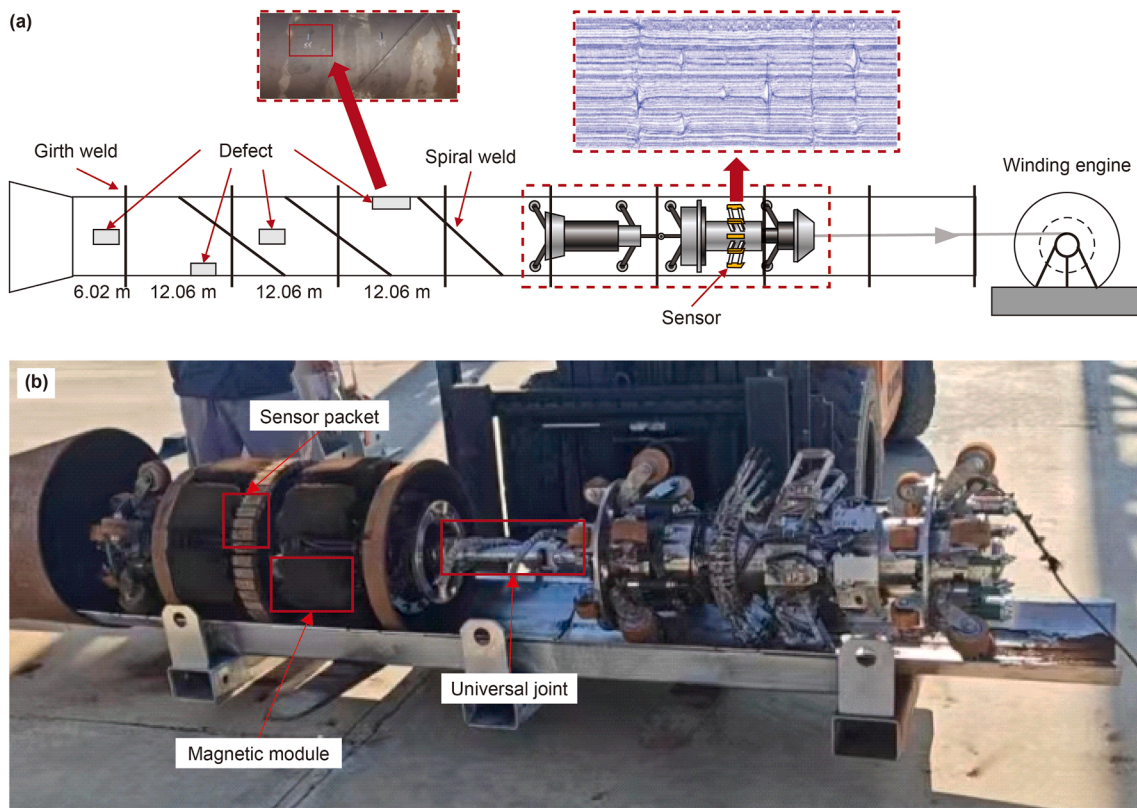 (a)
Girth weld
Defect
Spiral weld
Winding engine
6.02 m
12.06 m
12.06 m
12.06 m
Sensor
(b)
Sensor packet
Universal joint
Magnetic module